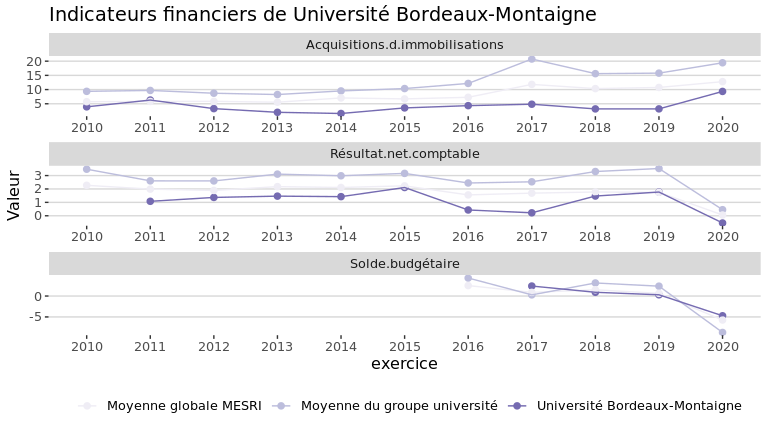 Indicateurs financiers de Université Bordeaux-Montaigne
Acquisitions.d.immobilisations
20
15
10
5
2010 2011 2012 2013 2014 2015 2016 2017 2018 2019 2020
Résultat.net.comptable
3
2
1
0
2010 2011 2012 2013 2014 2015 2016 2017 2018 2019 2020
Valeur
Solde.budgétaire
0
-5
2010 2011 2012 2013 2014 2015 2016 2017 2018 2019 2020
exercice
Moyenne globale MESRI Moyenne du groupe université Université Bordeaux-Montaigne